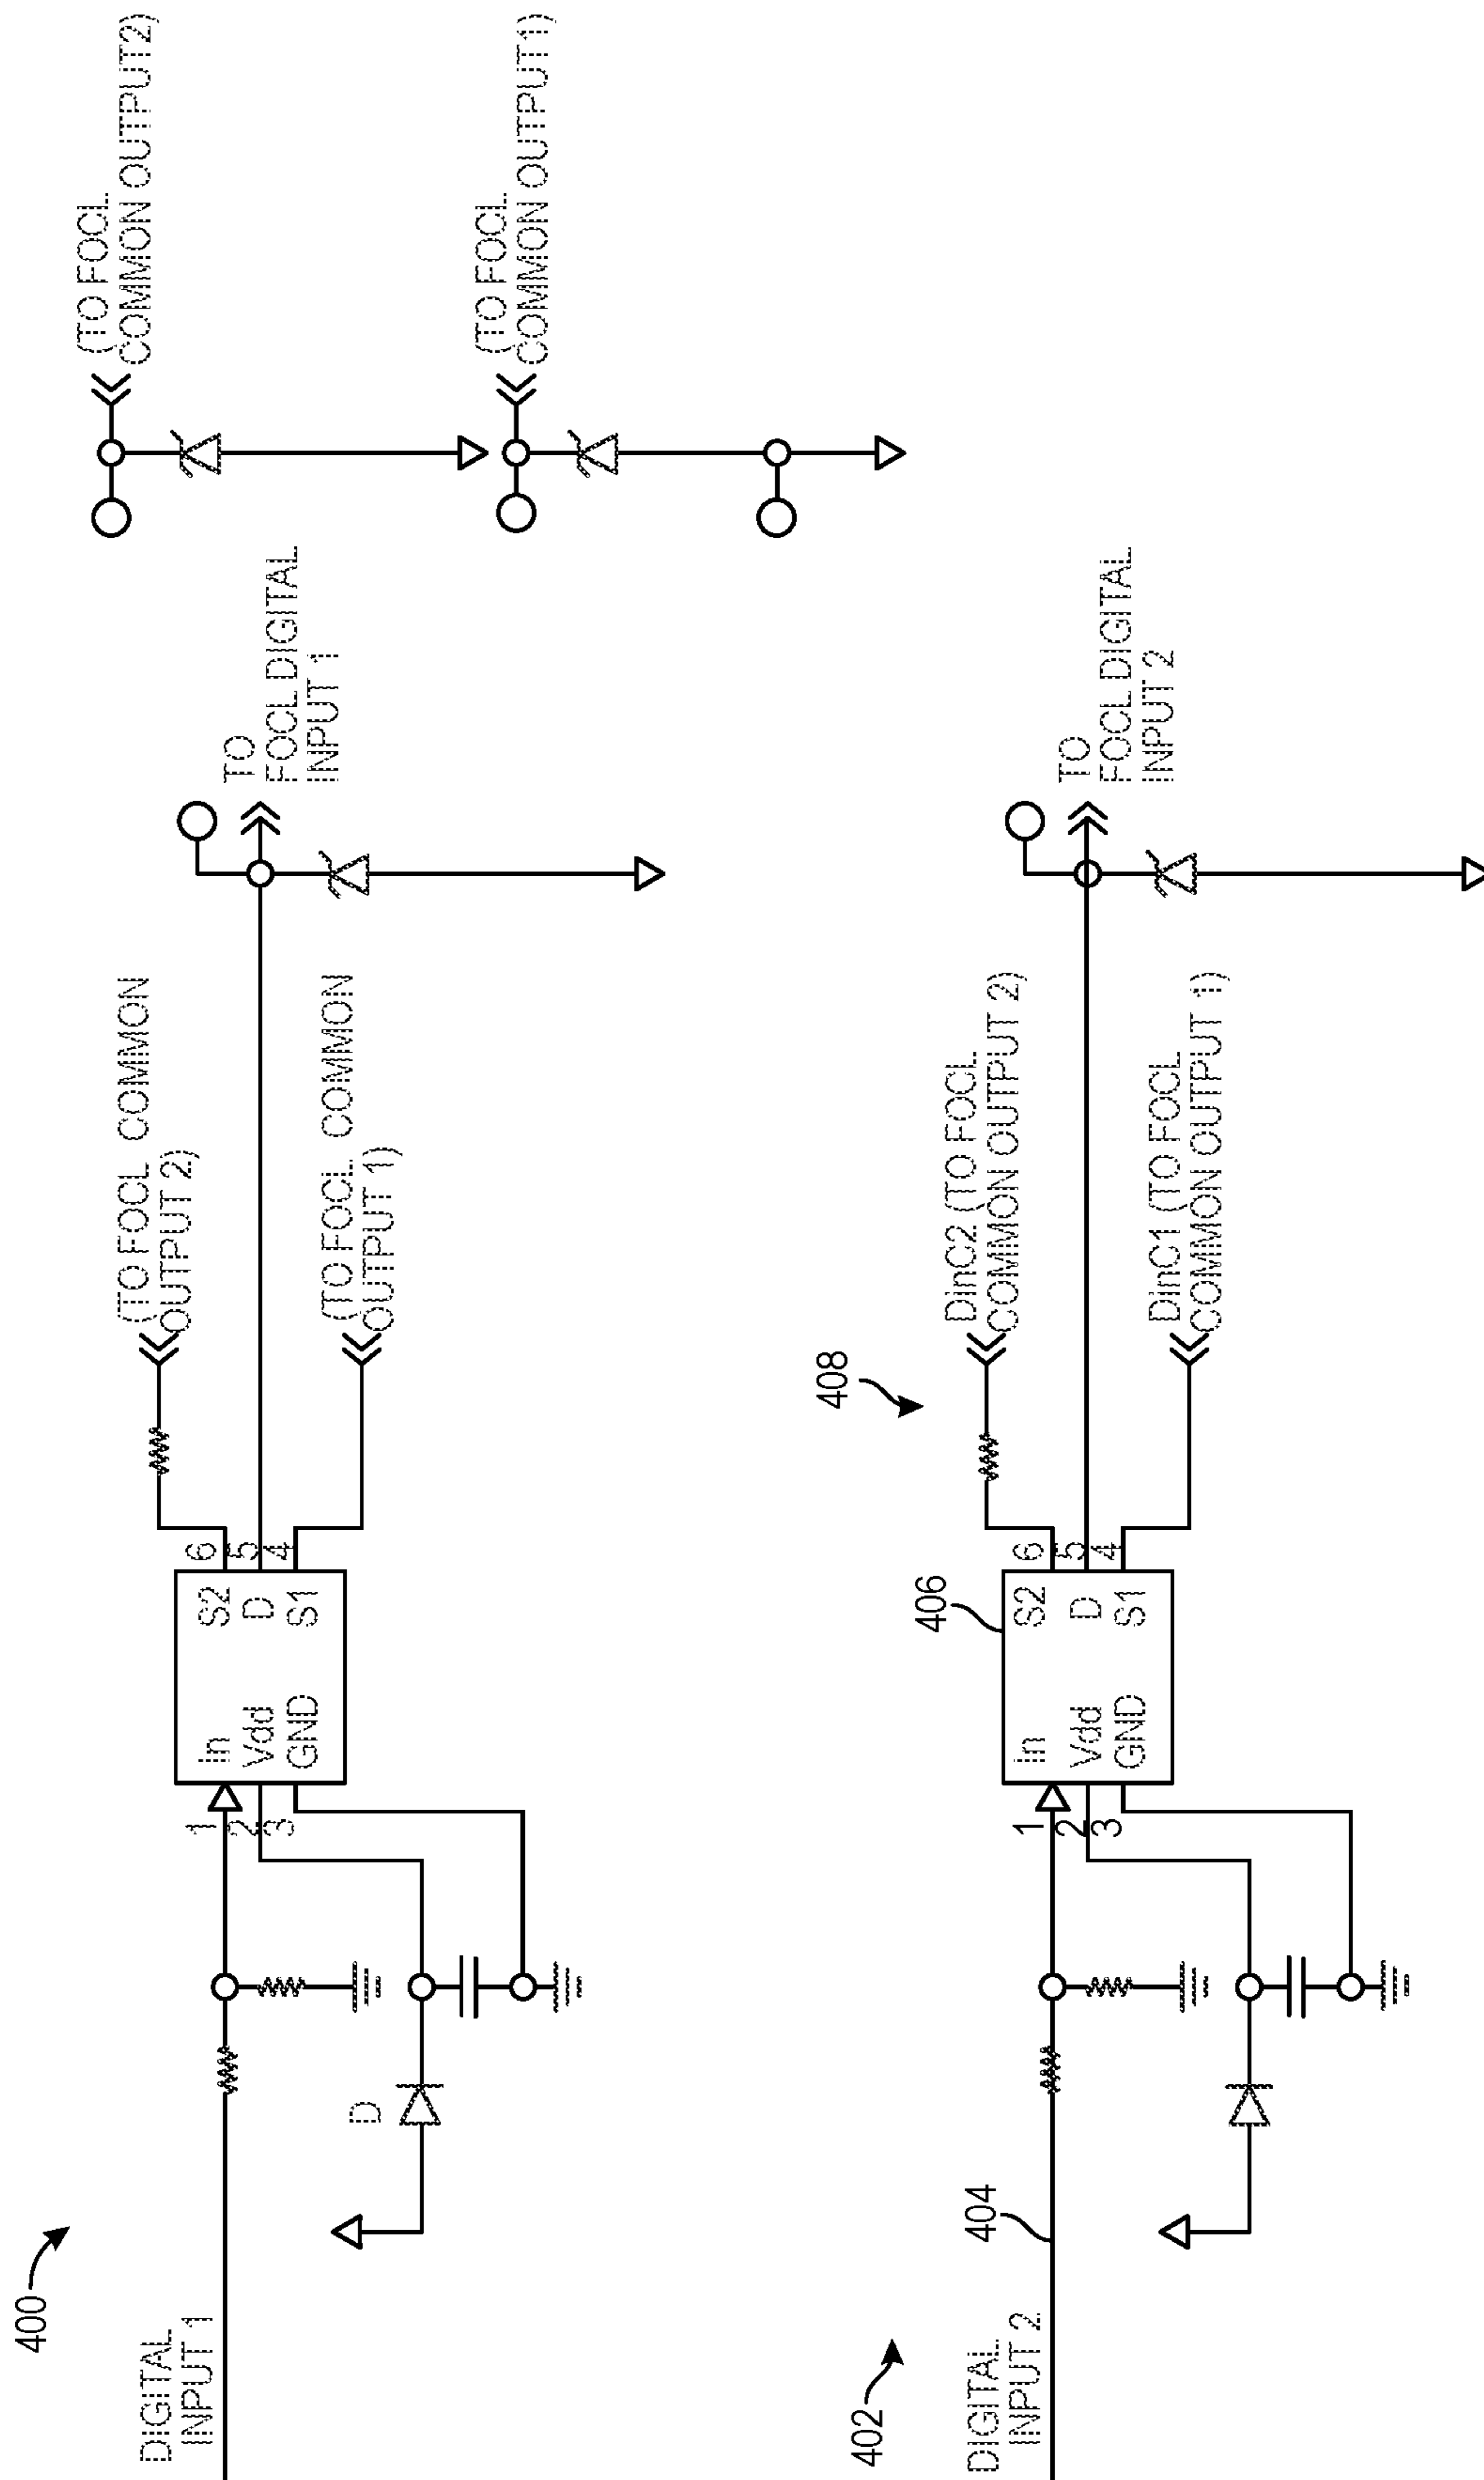 400
DIGITAL
INPUT 1
D
1
2
3
In
Vdd
GND
S2
D
S1
6
5
4
(TO FOCL COMMON
OUTPUT 2)
(TO FOCL COMMON
OUTPUT 1)
TO
FOCL DIGITAL
INPUT 1
(TO FOCL
COMMON OUTPUT2)
(TO FOCL
COMMON OUTPUT1)
402
DIGITAL
INPUT 2
404
1
2
3
In
Vdd
GND
406
S2
D
S1
6
5
4
408
DinC2 (TO FOCL
COMMON OUTPUT 2)
DinC1 (TO FOCL
COMMON OUTPUT 1)
TO
FOCL DIGITAL
INPUT 2